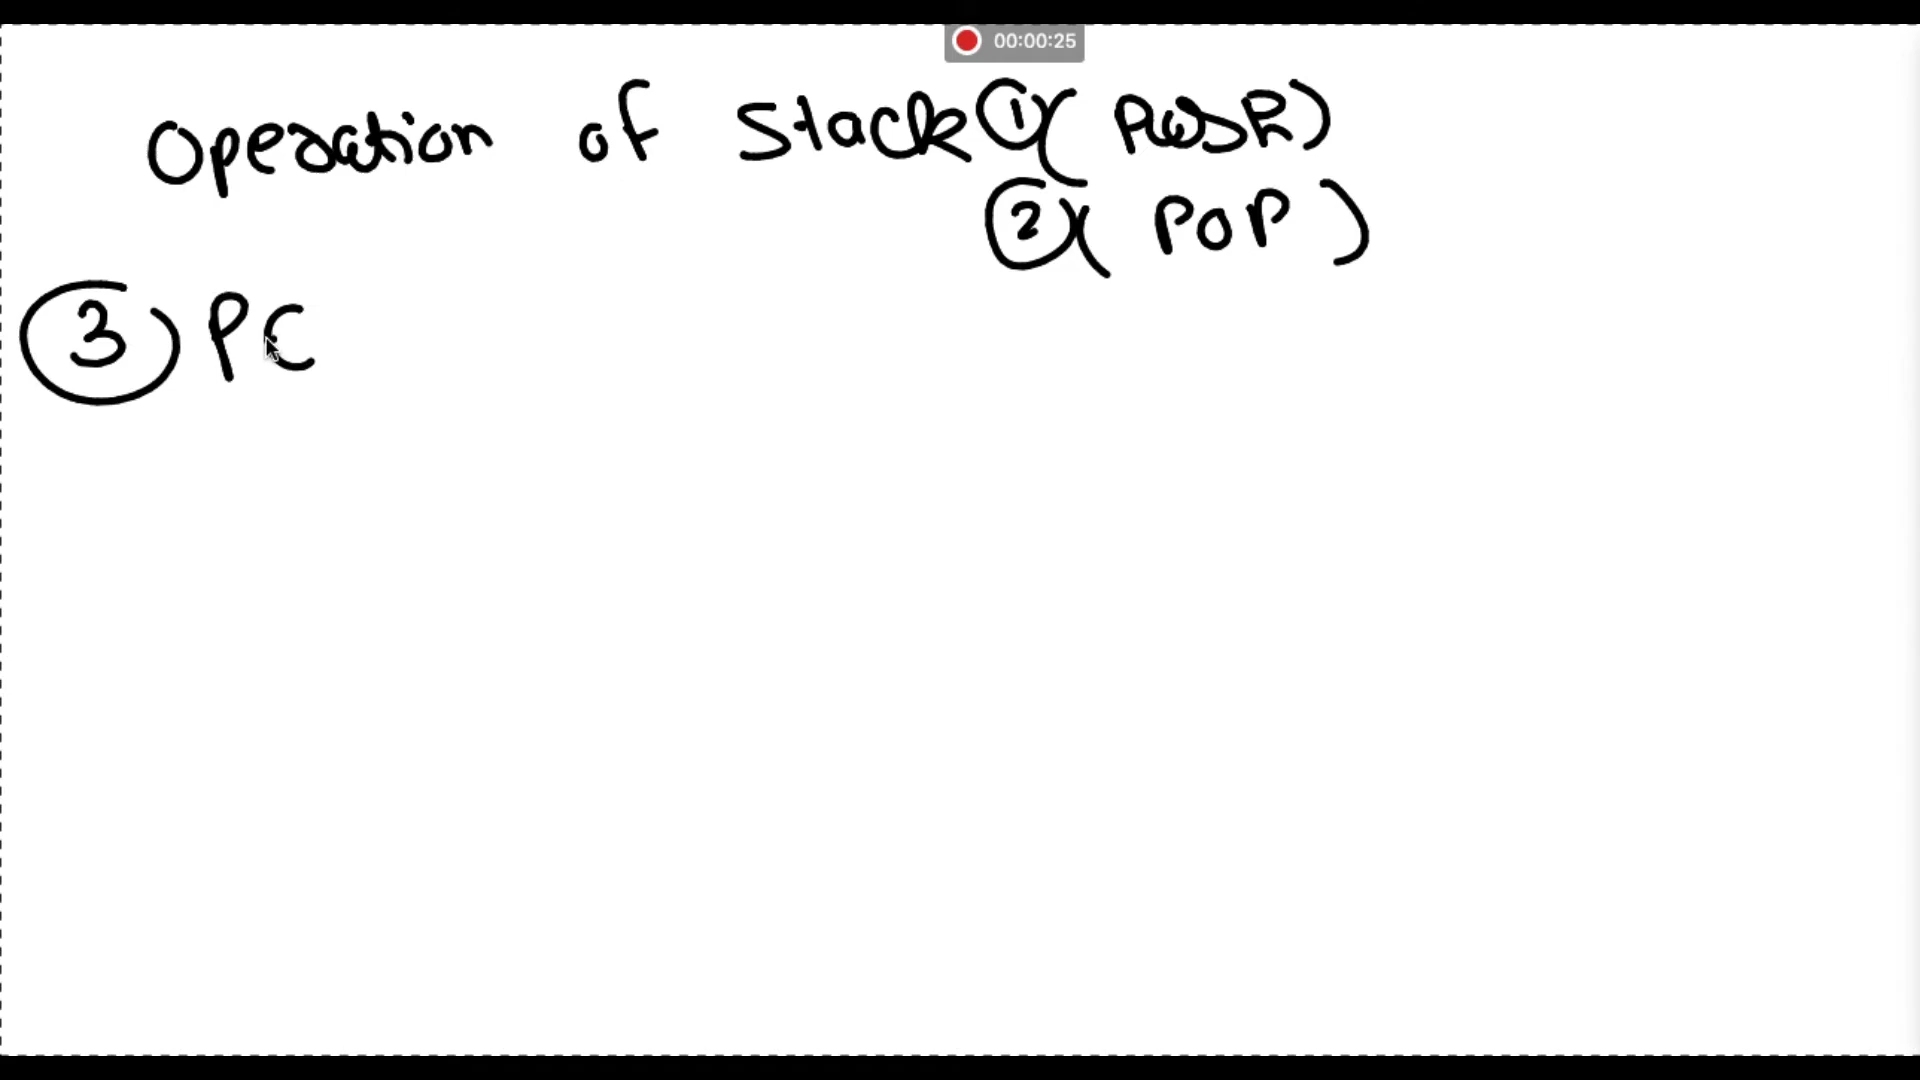 00:00:25
Operation of Stack ① (PUSH)
② ( POP )
③ PC